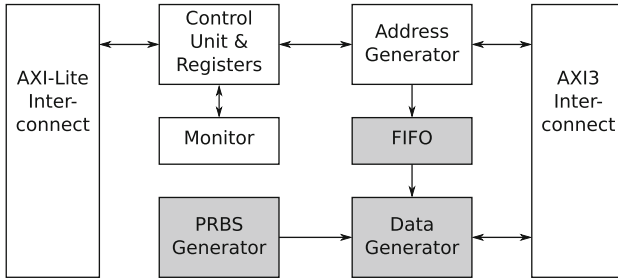 AXI-Lite
Inter-
connect
Control
Unit &
Registers
Address
Generator
AXI3
Inter-
connect
Monitor
FIFO
PRBS
Generator
Data
Generator